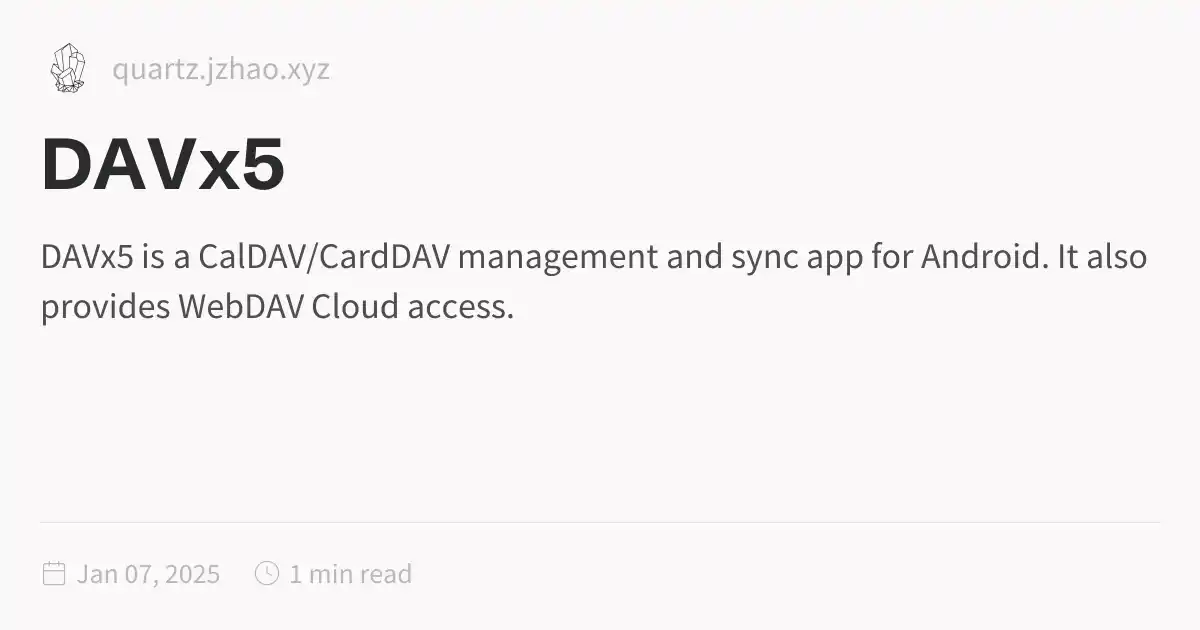 quartz.jzhao.xyz
DAVx5
DAVx5 is a CalDAV/CardDAV management and sync app for Android. It also
provides WebDAV Cloud access.
Jan 07, 2025 1 min read